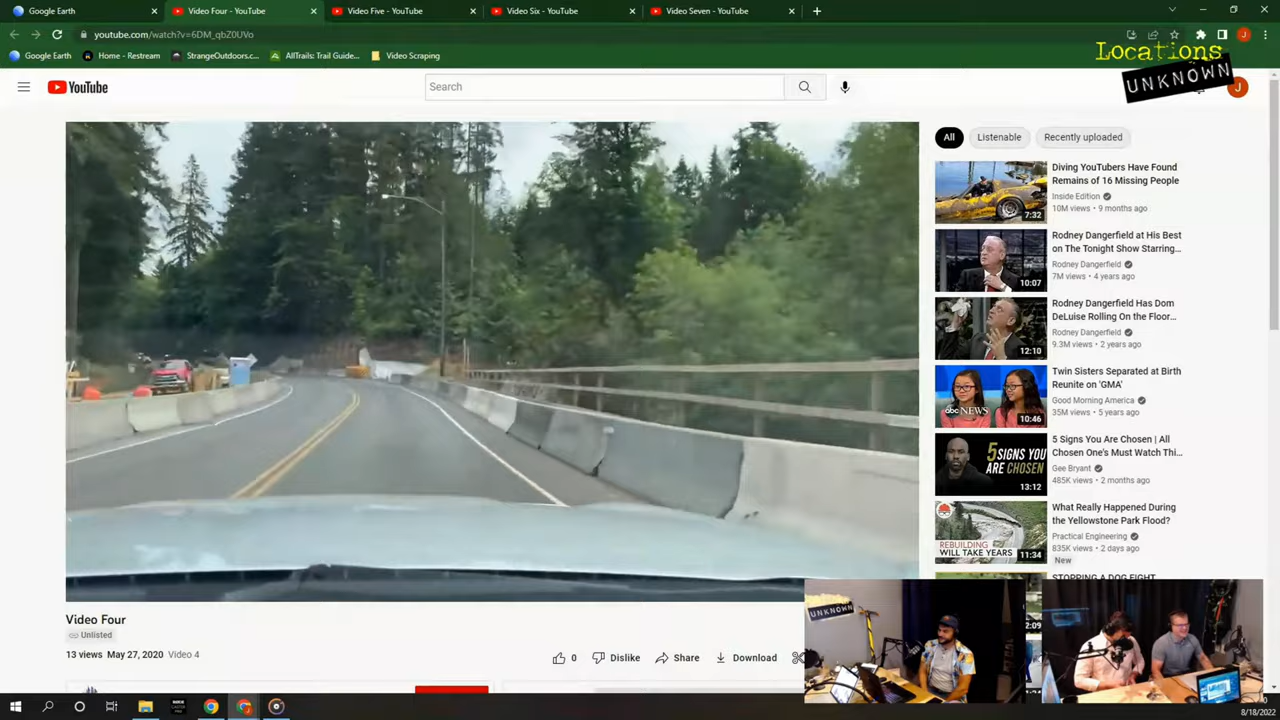 Google Earth
Video Four - YouTube
Video Five - YouTube
Video Six - YouTube
Video Seven - YouTube
youtube.com/watch?v=6DM_qbZ0UVo
J
Google Earth
Home - Restream
StrangeOutdoors.c...
AllTrails: Trail Guide...
Video Scraping
Locations
UNKNOWN
YouTube
Search
J
All
Listenable
Recently uploaded
Diving YouTubers Have Found
Remains of 16 Missing People
Inside Edition
10M views • 9 months ago
7:32
Rodney Dangerfield at His Best
on The Tonight Show Starring...
Rodney Dangerfield
7M views • 4 years ago
10:07
Rodney Dangerfield Has Dom
DeLuise Rolling On the Floor...
Rodney Dangerfield
9.3M views • 2 years ago
12:10
Twin Sisters Separated at Birth
Reunite on 'GMA'
Good Morning America
35M views • 5 years ago
abc NEWS
10:46
5 Signs You Are Chosen | All
Chosen One's Must Watch Thi...
Gee Bryant
485K views • 2 months ago
5 SIGNS YOU
ARE CHOSEN
13:12
What Really Happened During
the Yellowstone Park Flood?
Practical Engineering
835K views • 2 days ago
New
REBUILDING
WILL TAKE YEARS
11:34
STOPPING A DOG FIGHT
2:09
UNKNOWN
Video Four
Unlisted
13 views May 27, 2020 Video 4
0
Dislike
Share
Download
8/18/2022